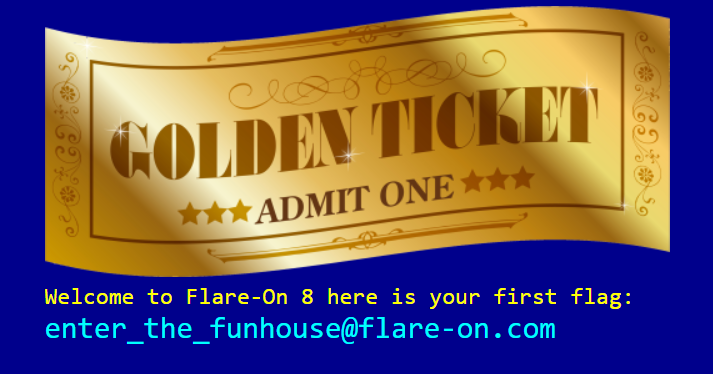 GOLDEN TICKET
★★★ADMIT ONE★★★
Welcome to Flare-On 8 here is your first flag:
enter_the_funhouse@flare-on.com